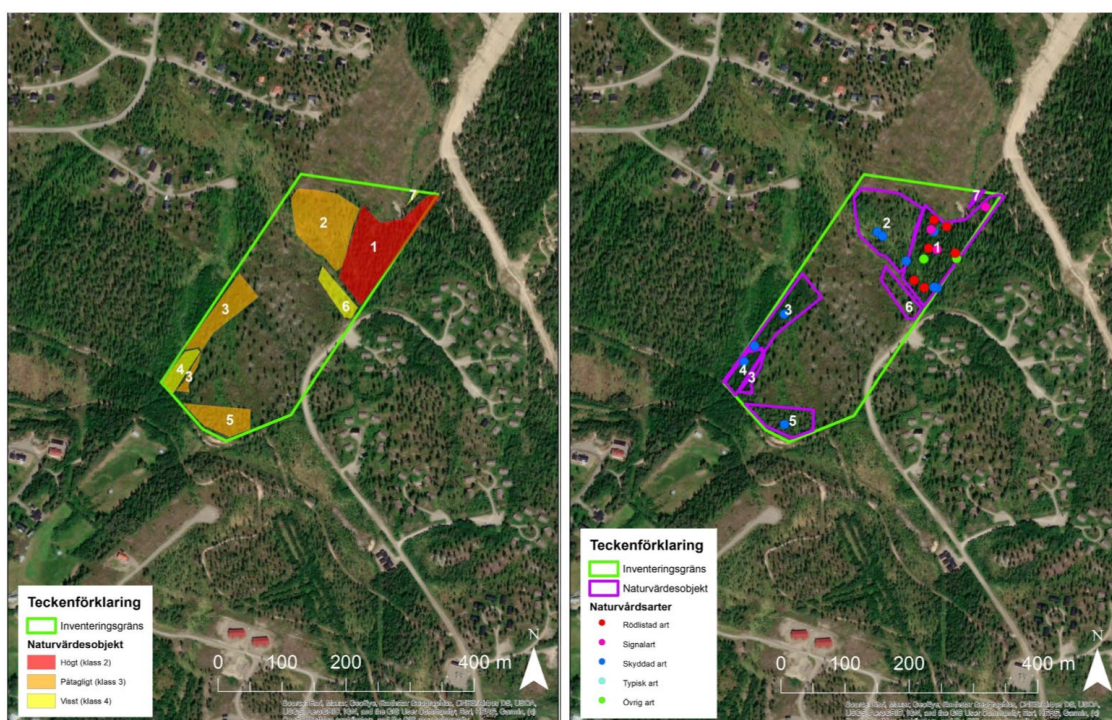 7
2
1
3
6
4
3
5
Teckenförklaring
Inventeringsgräns
Naturvärdesobjekt
Högt (klass 2)
Påtagligt (klass 3)
Visst (klass 4)
0 200 400 m
N
7
2
1
3
6
4
3
5
Teckenförklaring
Inventeringsgräns
Naturvärdesobjekt
Naturvårdsarter
Rödlistad art
Signalart
Skyddad art
Typisk art
Övrig art
0 200 400 m
N